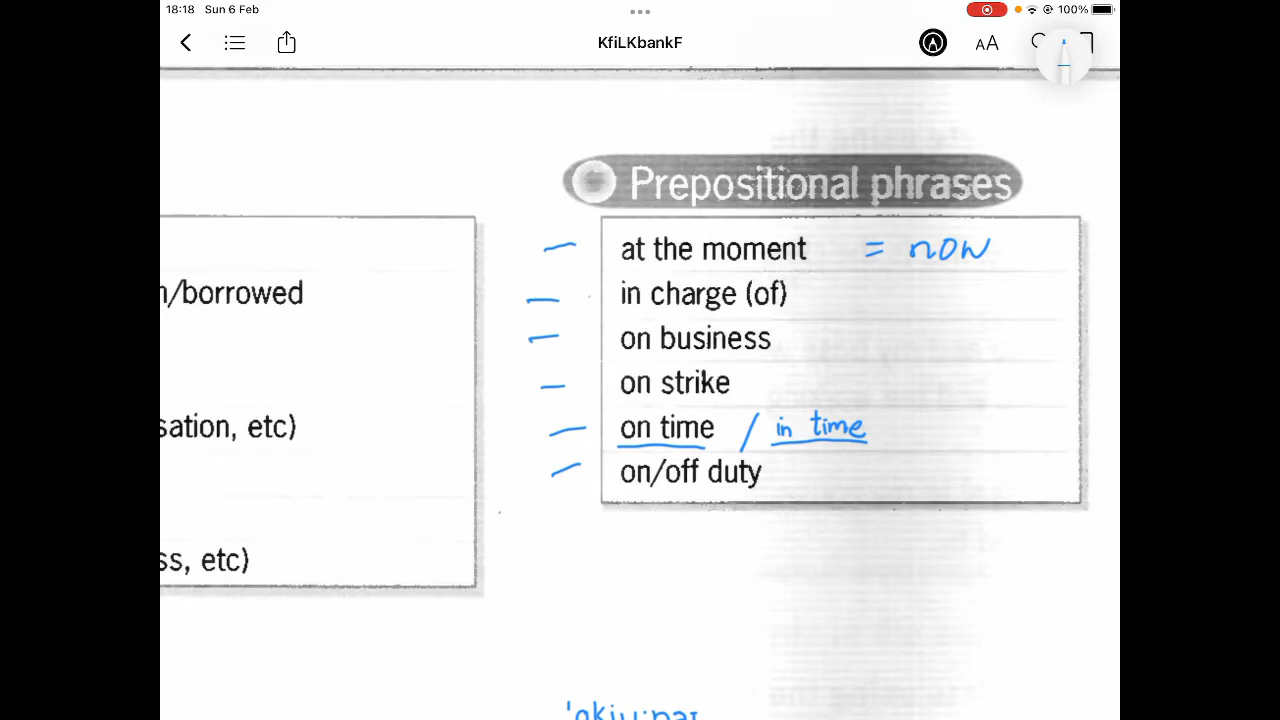 18:18 Sun 6 Feb 100%
KfiLKbankF
AA
Prepositional phrases
at the moment = now
in charge (of)
n/borrowed
on business
on strike
on time / in time
sation, etc)
on/off duty
ss, etc)